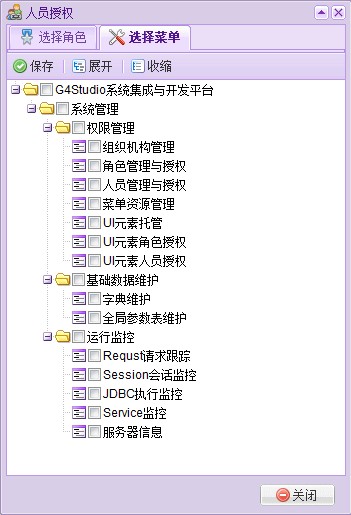 人员授权
选择角色 选择菜单
保存 展开 收缩
G4Studio系统集成与开发平台
系统管理
权限管理
组织机构管理
角色管理与授权
人员管理与授权
菜单资源管理
UI元素托管
UI元素角色授权
UI元素人员授权
基础数据维护
字典维护
全局参数表维护
运行监控
Requst请求跟踪
Session会话监控
JDBC执行监控
Service监控
服务器信息
关闭